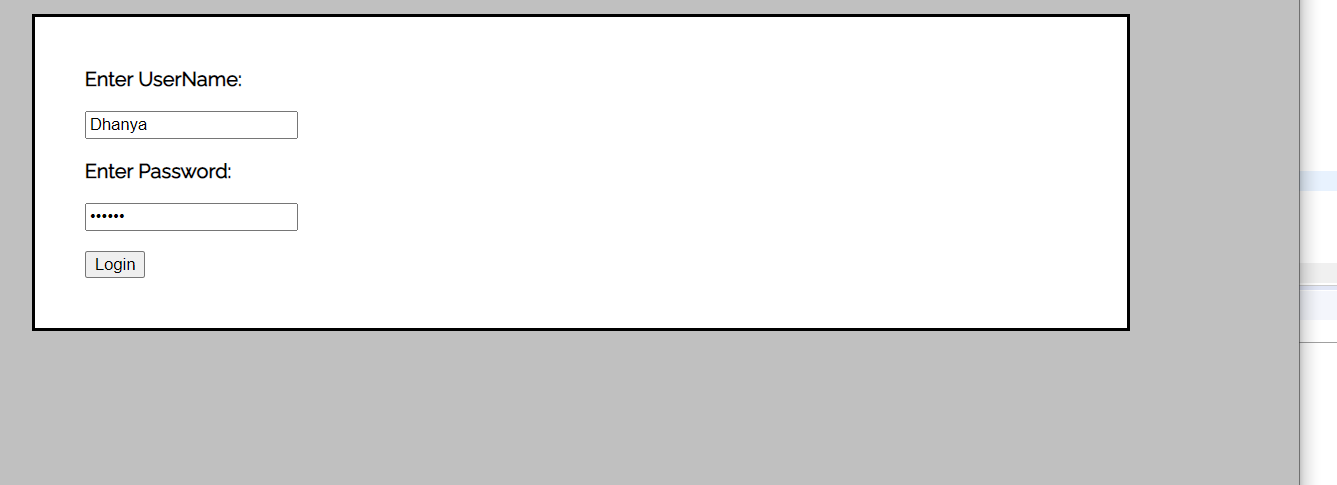 Enter UserName:
Dhanya
Enter Password:
••••••
Login